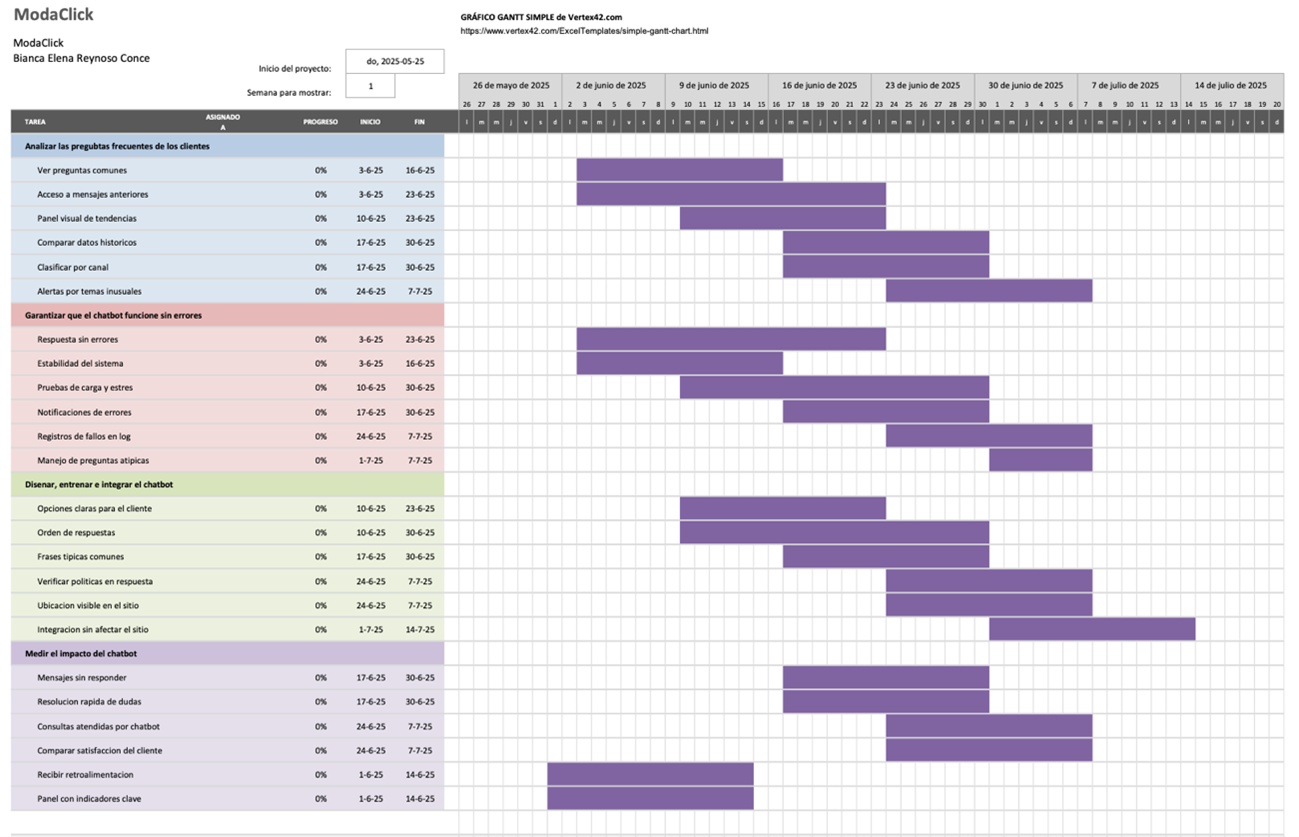 ModaClick
GRÁFICO GANTT SIMPLE de Vertex42.com
https://www.vertex42.com/ExcelTemplates/simple-gantt-chart.html
ModaClick
Bianca Elena Reynoso Conce
Inicio del proyecto: do, 2025-05-25
Semana para mostrar: 1
26 de mayo de 2025 2 de junio de 2025 9 de junio de 2025 16 de junio de 2025 23 de junio de 2025 30 de junio de 2025 7 de julio de 2025 14 de julio de 2025
26 27 28 29 30 31 1 2 3 4 5 6 7 8 9 10 11 12 13 14 15 16 17 18 19 20 21 22 23 24 25 26 27 28 29 30 1 2 3 4 5 6 7 8 9 10 11 12 13 14 15 16 17 18 19 20
TAREA ASIGNADO A PROGRESO INICIO FIN l m m j v s d l m m j v s d l m m j v s d l m m j v s d l m m j v s d l m m j v s d l m m j v s d l m m j v s d
Analizar las pregubtas frecuentes de los clientes
Ver preguntas comunes 0% 3-6-25 16-6-25
Acceso a mensajes anteriores 0% 3-6-25 23-6-25
Panel visual de tendencias 0% 10-6-25 23-6-25
Comparar datos historicos 0% 17-6-25 30-6-25
Clasificar por canal 0% 17-6-25 30-6-25
Alertas por temas inusuales 0% 24-6-25 7-7-25
Garantizar que el chatbot funcione sin errores
Respuesta sin errores 0% 3-6-25 23-6-25
Estabilidad del sistema 0% 3-6-25 16-6-25
Pruebas de carga y estres 0% 10-6-25 30-6-25
Notificaciones de errores 0% 17-6-25 30-6-25
Registros de fallos en log 0% 24-6-25 7-7-25
Manejo de preguntas atipicas 0% 1-7-25 7-7-25
Disenar, entrenar e integrar el chatbot
Opciones claras para el cliente 0% 10-6-25 23-6-25
Orden de respuestas 0% 10-6-25 30-6-25
Frases tipicas comunes 0% 17-6-25 30-6-25
Verificar politicas en respuesta 0% 24-6-25 7-7-25
Ubicacion visible en el sitio 0% 24-6-25 7-7-25
Integracion sin afectar el sitio 0% 1-7-25 14-7-25
Medir el impacto del chatbot
Mensajes sin responder 0% 17-6-25 30-6-25
Resolucion rapida de dudas 0% 17-6-25 30-6-25
Consultas atendidas por chatbot 0% 24-6-25 7-7-25
Comparar satisfaccion del cliente 0% 24-6-25 7-7-25
Recibir retroalimentacion 0% 1-6-25 14-6-25
Panel con indicadores clave 0% 1-6-25 14-6-25